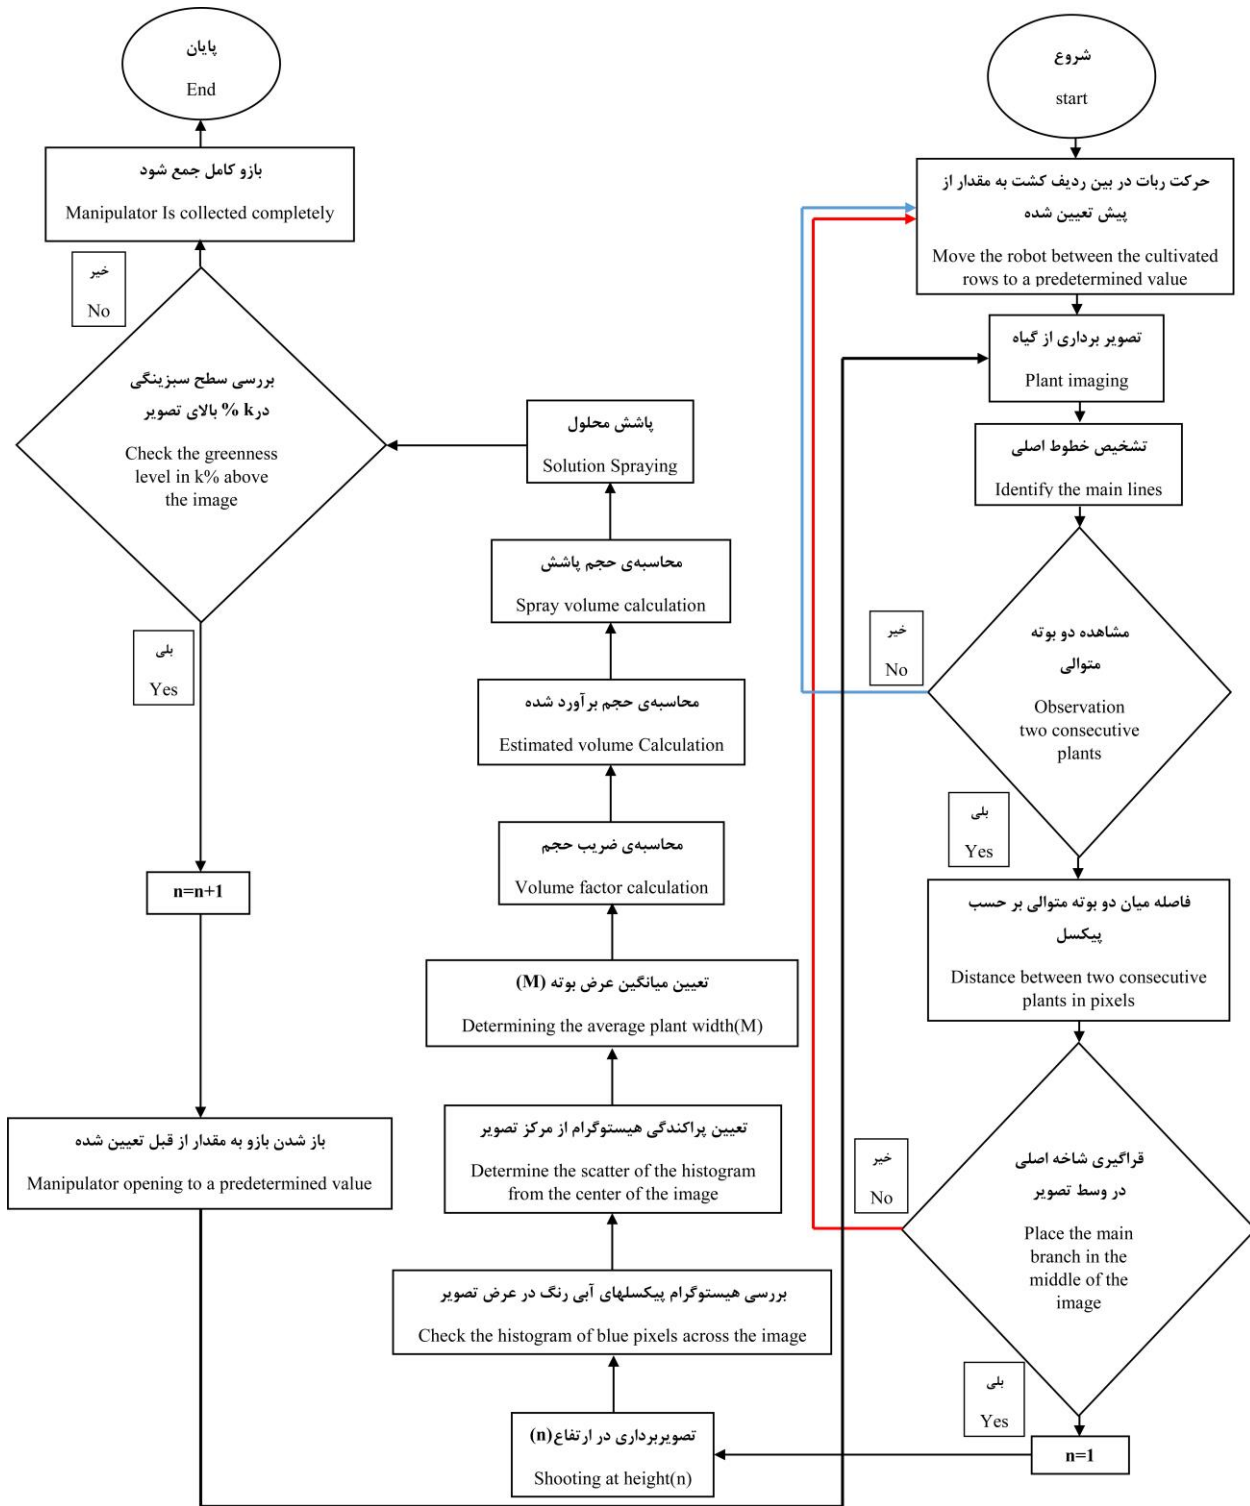 شروع
start
حرکت ربات در بین ردیف کشت به مقدار از
پیش تعیین شده
Move the robot between the cultivated
rows to a predetermined value
تصویر برداری از گیاه
Plant imaging
تشخیص خطوط اصلی
Identify the main lines
مشاهده دو بوته
متوالی
Observation
two consecutive
plants
خیر
No
بلی
Yes
فاصله میان دو بوته متوالی بر حسب
پیکسل
Distance between two consecutive
plants in pixels
قراگیری شاخه اصلی
در وسط تصویر
Place the main
branch in the
middle of the
image
خیر
No
بلی
Yes
n=1
تصویربرداری در ارتفاع(n)
Shooting at height(n)
بررسی هیستوگرام پیکسلهای آبی رنگ در عرض تصویر
Check the histogram of blue pixels across the image
تعیین پراکندگی هیستوگرام از مرکز تصویر
Determine the scatter of the histogram
from the center of the image
تعیین میانگین عرض بوته (M)
Determining the average plant width(M)
محاسبه‌ی ضریب حجم
Volume factor calculation
محاسبه‌ی حجم برآورد شده
Estimated volume Calculation
محاسبه‌ی حجم پاشش
Spray volume calculation
پاشش محلول
Solution Spraying
بررسی سطح سبزینگی
در k % بالای تصویر
Check the greenness
level in k% above
the image
خیر
No
بلی
Yes
n=n+1
باز شدن بازو به مقدار از قبل تعیین شده
Manipulator opening to a predetermined value
بازو کامل جمع شود
Manipulator Is collected completely
پایان
End